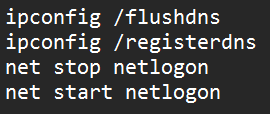 ipconfig /flushdns
ipconfig /registerdns
net stop netlogon
net start netlogon